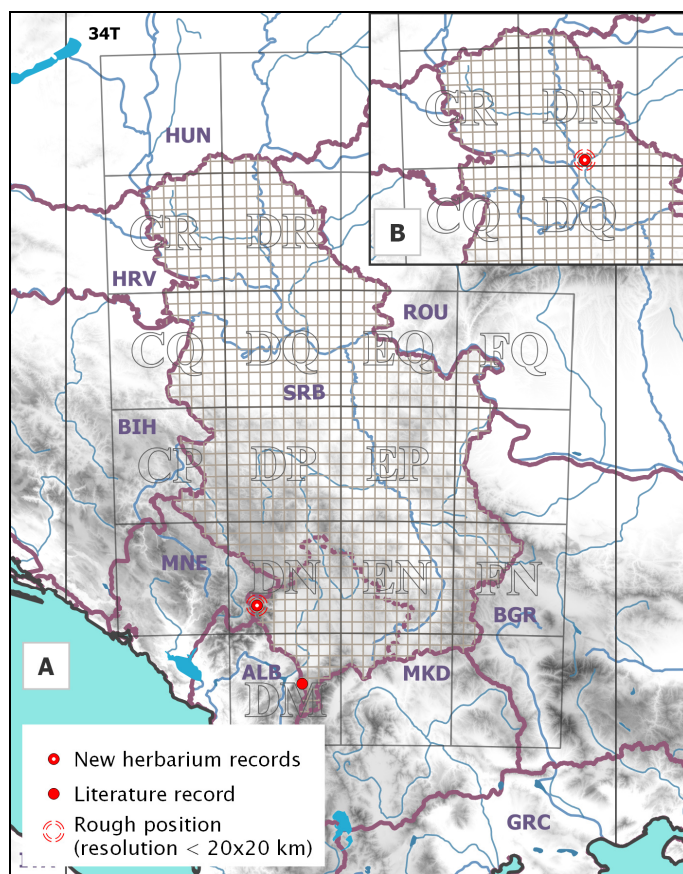 34T
HUN
CR DR
B
CQ DQ
CR DR
HRV
ROU
CQ DQ EQ FQ
SRB
BIH
CP DP EP
MNE
DN EN FN
BGR
A
ALB
MKD
DM
New herbarium records
Literature record
Rough position
(resolution < 20x20 km)
GRC